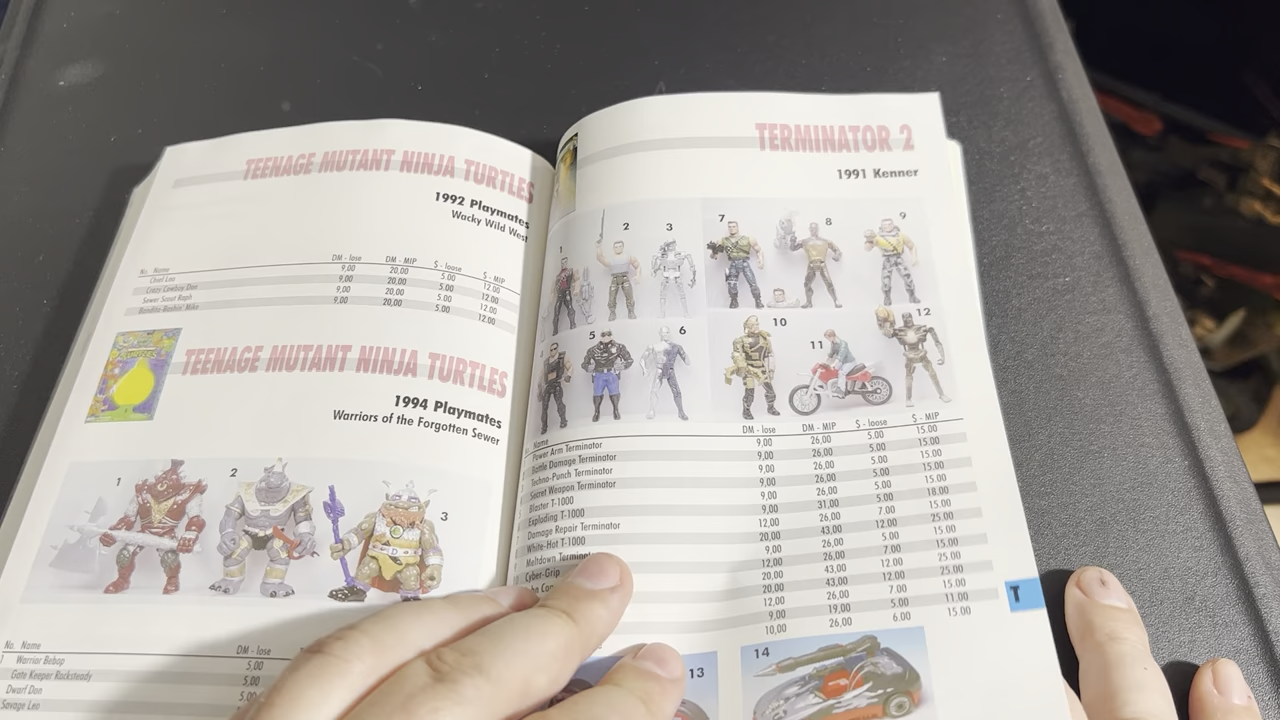 TEENAGE MUTANT NINJA TURTLES
1992 Playmates
Wacky Wild West
No. Name DM - lose DM - MIP $ - loose $ - MIP
Chief Leo 9,00 20,00 5.00 12.00
Crazy Cowboy Don 9,00 20,00 5.00 12.00
Sewer Scout Raph 9,00 20,00 5.00 12.00
Bandito-Bashin' Mike 9,00 20,00 5.00 12.00
TEENAGE MUTANT NINJA TURTLES
1994 Playmates
Warriors of the Forgotten Sewer
1 2 3
No. Name DM - lose
1 Warrior Bebop 5,00
Gate Keeper Rocksteady 5,00
Dwarf Don 5,00
Savage Leo
TERMINATOR 2
1991 Kenner
1 2 3 7 8 9
5 6 10 11 12
Name DM - lose DM - MIP $ - loose $ - MIP
Power Arm Terminator 9,00 26,00 5.00 15.00
Battle Damage Terminator 9,00 26,00 5.00 15.00
Techno-Punch Terminator 9,00 26,00 5.00 15.00
Secret Weapon Terminator 9,00 26,00 5.00 15.00
Blaster T-1000 9,00 26,00 5.00 15.00
Exploding T-1000 9,00 31,00 5.00 18.00
Damage Repair Terminator 12,00 26,00 7.00 15.00
White-Hot T-1000 20,00 43,00 12.00 25.00
Meltdown Terminat 9,00 26,00 5.00 15.00
Cyber-Grip 12,00 26,00 7.00 15.00
20,00 43,00 12.00 25.00
20,00 43,00 12.00 25.00
12,00 26,00 7.00 15.00
9,00 19,00 5.00 11.00
10,00 26,00 6.00 15.00
T
13 14